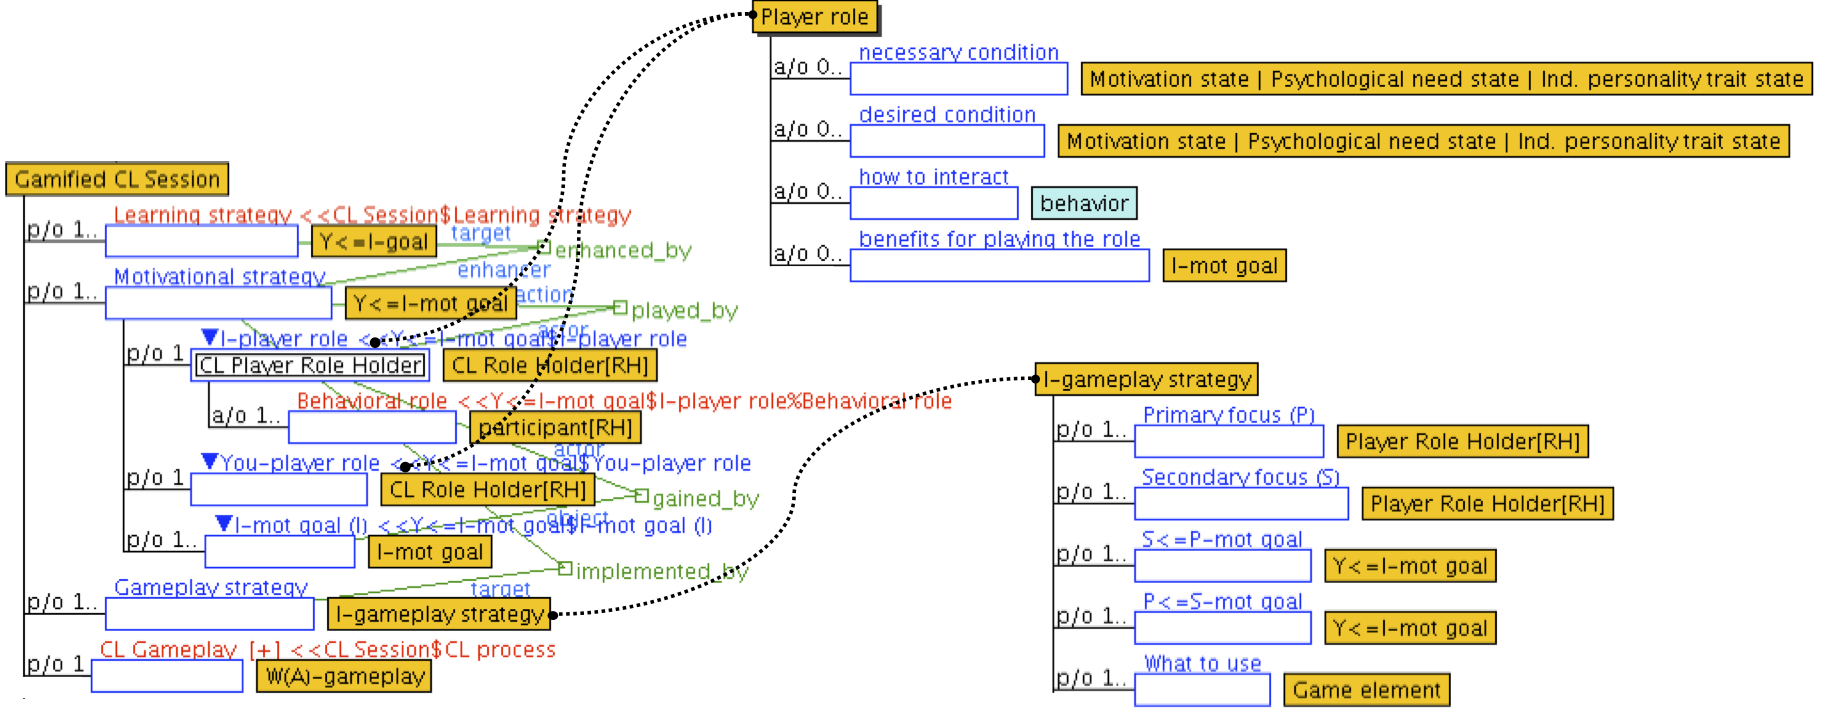 Player role
a/o 0.. necessary condition
Motivation state | Psychological need state | Ind. personality trait state
a/o 0.. desired condition
Motivation state | Psychological need state | Ind. personality trait state
a/o 0.. how to interact
behavior
a/o 0.. benefits for playing the role
I-mot goal
Gamified CL Session
p/o 1.. Learning strategy <<CL Session$Learning strategy
Y<=I-goal
target
enhanced_by
enhancer
p/o 1.. Motivational strategy
Y<=I-mot goal
action
played_by
actor
p/o 1 ▼I-player role <<Y<=I-mot goal$I-player role
CL Player Role Holder
CL Role Holder[RH]
a/o 1.. Behavioral role <<Y<=I-mot goal$I-player role%Behavioral role
participant[RH]
actor
p/o 1 ▼You-player role <<Y<=I-mot goal$You-player role
CL Role Holder[RH]
gained_by
object
p/o 1.. ▼I-mot goal (I) <<Y<=I-mot goal$I-mot goal (I)
I-mot goal
implemented_by
target
p/o 1.. Gameplay strategy
I-gameplay strategy
p/o 1 CL Gameplay [+] <<CL Session$CL process
W(A)-gameplay
I-gameplay strategy
p/o 1.. Primary focus (P)
Player Role Holder[RH]
p/o 1.. Secondary focus (S)
Player Role Holder[RH]
p/o 1.. S<=P-mot goal
Y<=I-mot goal
p/o 1.. P<=S-mot goal
Y<=I-mot goal
p/o 1.. What to use
Game element